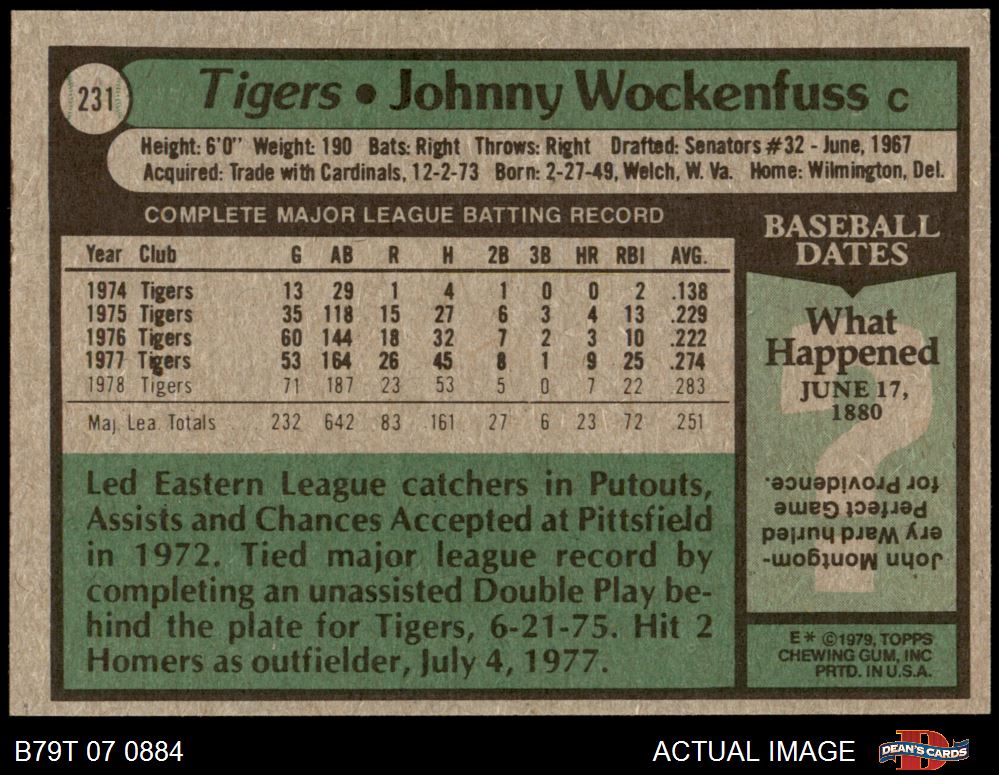 231
Tigers • Johnny Wockenfuss C
Height: 6'0" Weight: 190 Bats: Right Throws: Right Drafted: Senators #32 - June, 1967
Acquired: Trade with Cardinals, 12-2-73 Born: 2-27-49, Welch, W. Va. Home: Wilmington, Del.
COMPLETE MAJOR LEAGUE BATTING RECORD
Year Club G AB R H 2B 3B HR RBI AVG.
1974 Tigers 13 29 1 4 1 0 0 2 .138
1975 Tigers 35 118 15 27 6 3 4 13 .229
1976 Tigers 60 144 18 32 7 2 3 10 .222
1977 Tigers 53 164 26 45 8 1 9 25 .274
1978 Tigers 71 187 23 53 5 0 7 22 .283
Maj. Lea. Totals 232 642 83 161 27 6 23 72 .251
Led Eastern League catchers in Putouts,
Assists and Chances Accepted at Pittsfield
in 1972. Tied major league record by
completing an unassisted Double Play be-
hind the plate for Tigers, 6-21-75. Hit 2
Homers as outfielder, July 4, 1977.
BASEBALL
DATES
What
Happened
JUNE 17,
1880
?
John Montgom-
ery Ward hurled
Perfect Game
for Providence.
E* ©1979, TOPPS
CHEWING GUM, INC
PRTD. IN U.S.A.
B79T 07 0884
ACTUAL IMAGE
D
DEAN'S CARDS